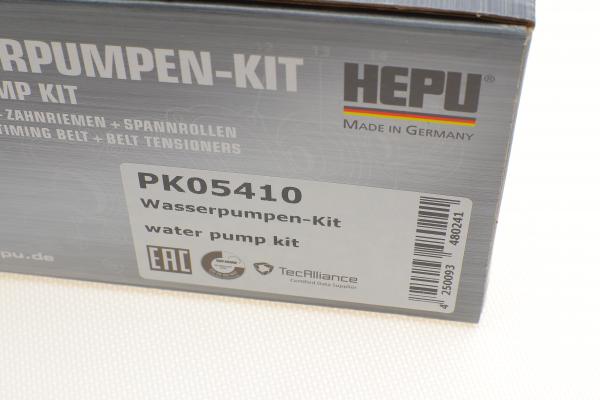 RPUMPEN-KIT
MP KIT
ZAHNRIEMEN + SPANNROLLEN
TIMING BELT + BELT TENSIONERS
HEPU®
MADE IN GERMANY
PK05410
Wasserpumpen-Kit
water pump kit
EAC
TecAlliance
Certified Data Supplier
4 250093 480241
pu.de